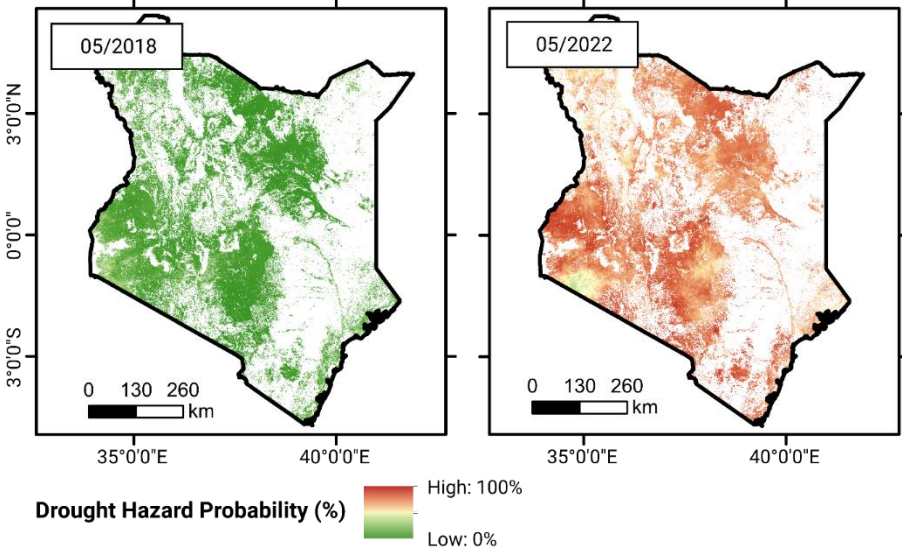 05/2018
05/2022
3°0'0"N
0°0'0"
3°0'0"S
0 130 260
km
0 130 260
km
35°0'0"E 40°0'0"E
35°0'0"E 40°0'0"E
Drought Hazard Probability (%)
High: 100%
Low: 0%